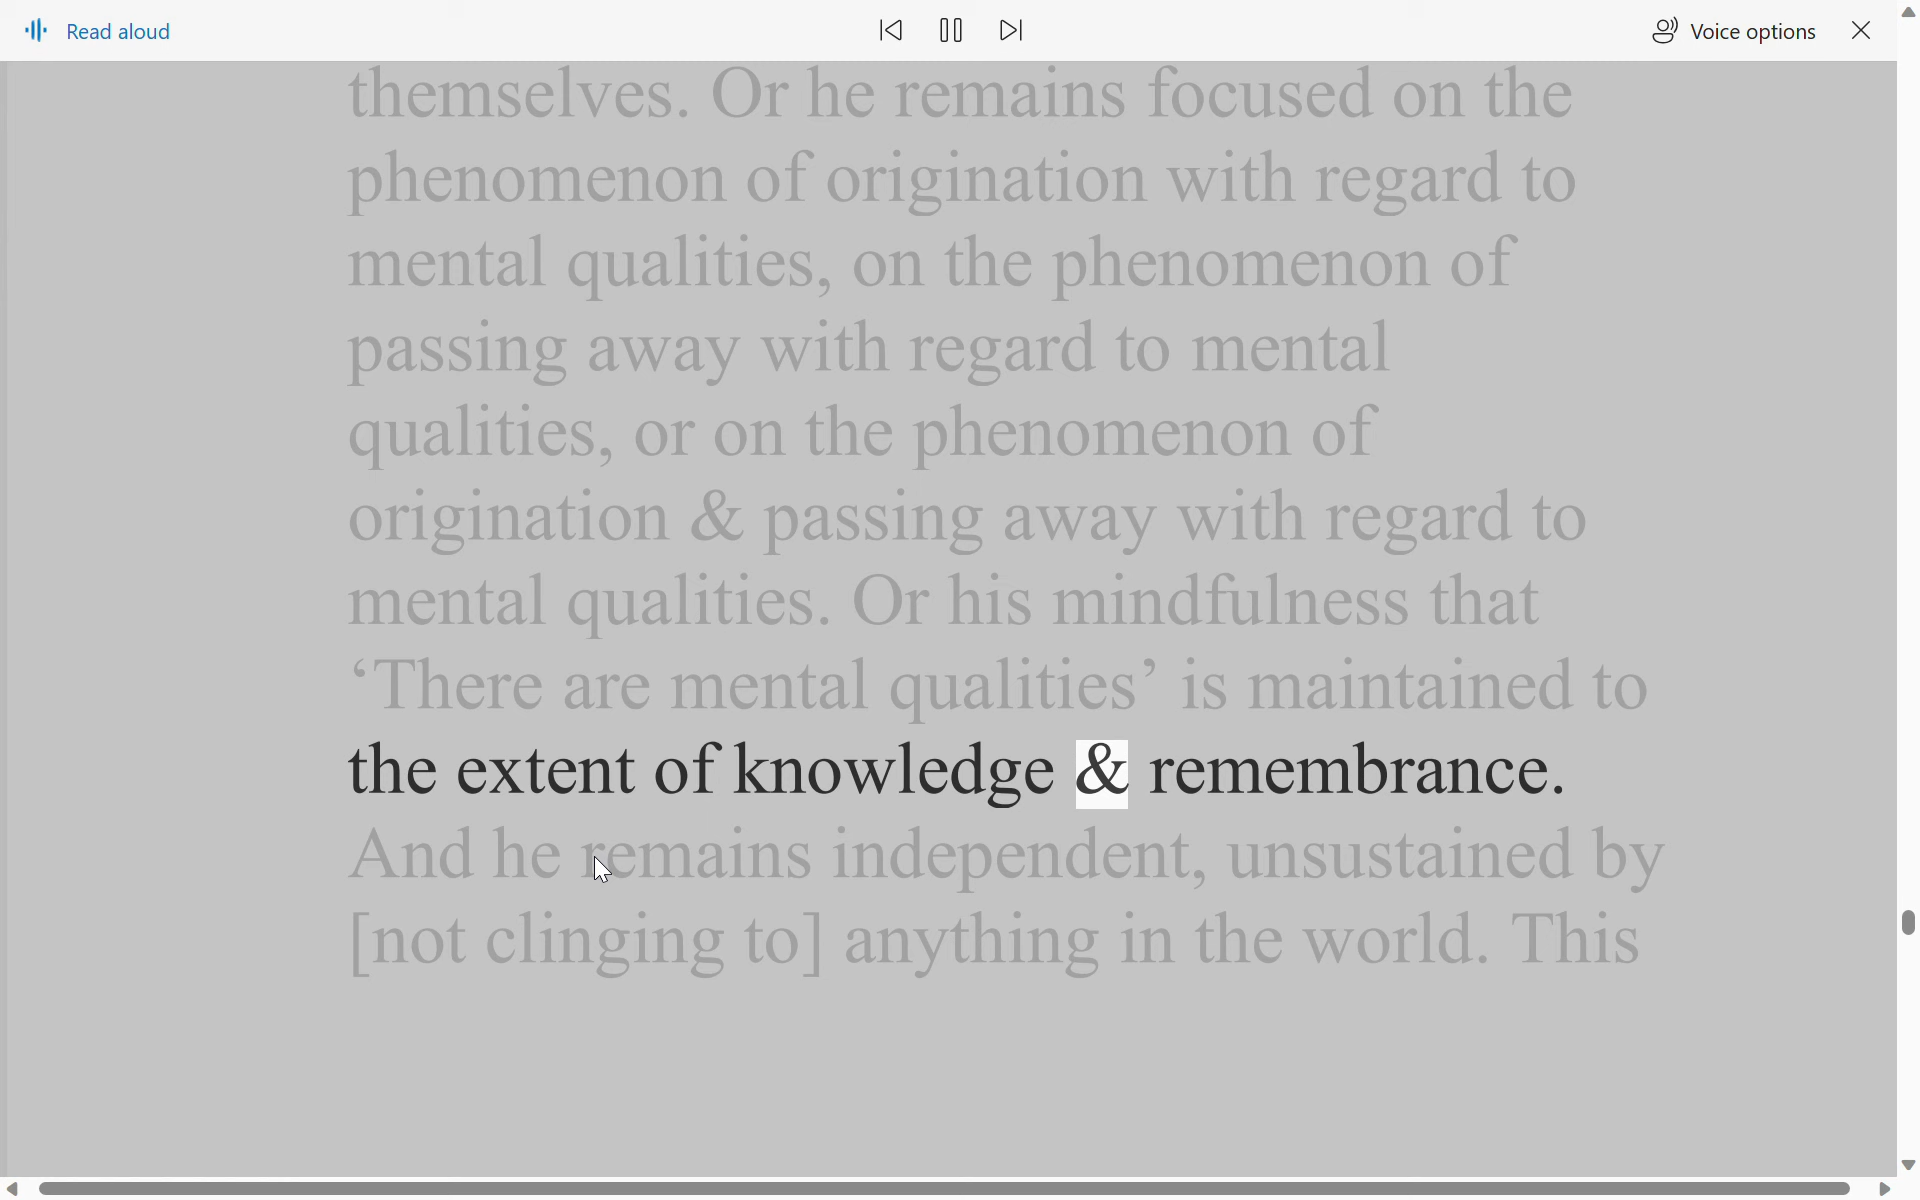 Read aloud
Voice options
themselves. Or he remains focused on the
phenomenon of origination with regard to
mental qualities, on the phenomenon of
passing away with regard to mental
qualities, or on the phenomenon of
origination & passing away with regard to
mental qualities. Or his mindfulness that
‘There are mental qualities’ is maintained to
the extent of knowledge & remembrance.
And he remains independent, unsustained by
[not clinging to] anything in the world. This